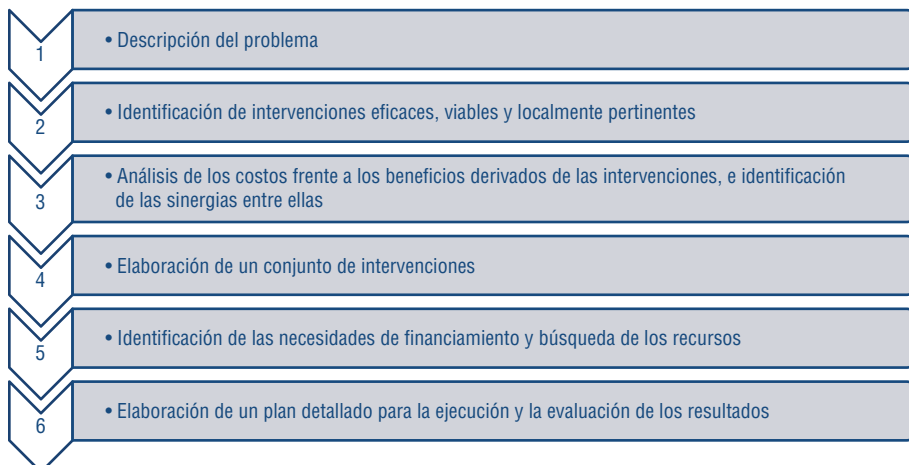 1
• Descripción del problema
2
• Identificación de intervenciones eficaces, viables y localmente pertinentes
3
• Análisis de los costos frente a los beneficios derivados de las intervenciones, e identificación
de las sinergias entre ellas
4
• Elaboración de un conjunto de intervenciones
5
• Identificación de las necesidades de financiamiento y búsqueda de los recursos
6
• Elaboración de un plan detallado para la ejecución y la evaluación de los resultados